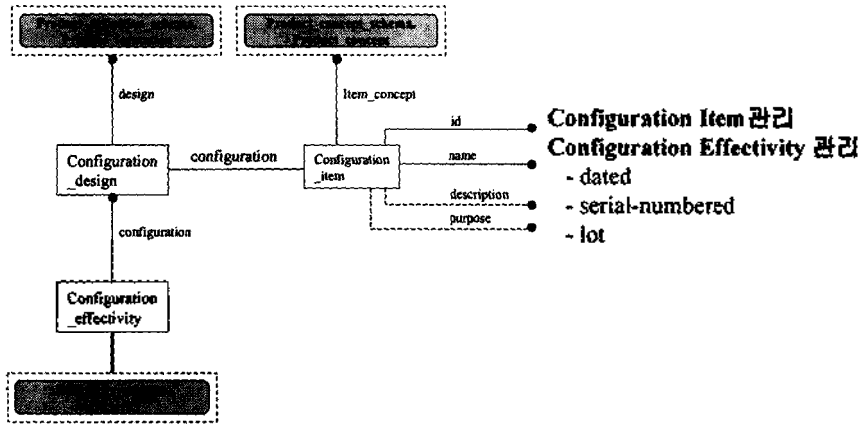 design
Item_concept
id
Configuration Item 관리
Configuration
_design
configuration
Configuration
_item
name
Configuration Effectivity 관리
- dated
description
- serial-numbered
purpose
- lot
configuration
Configuration
_effectivity